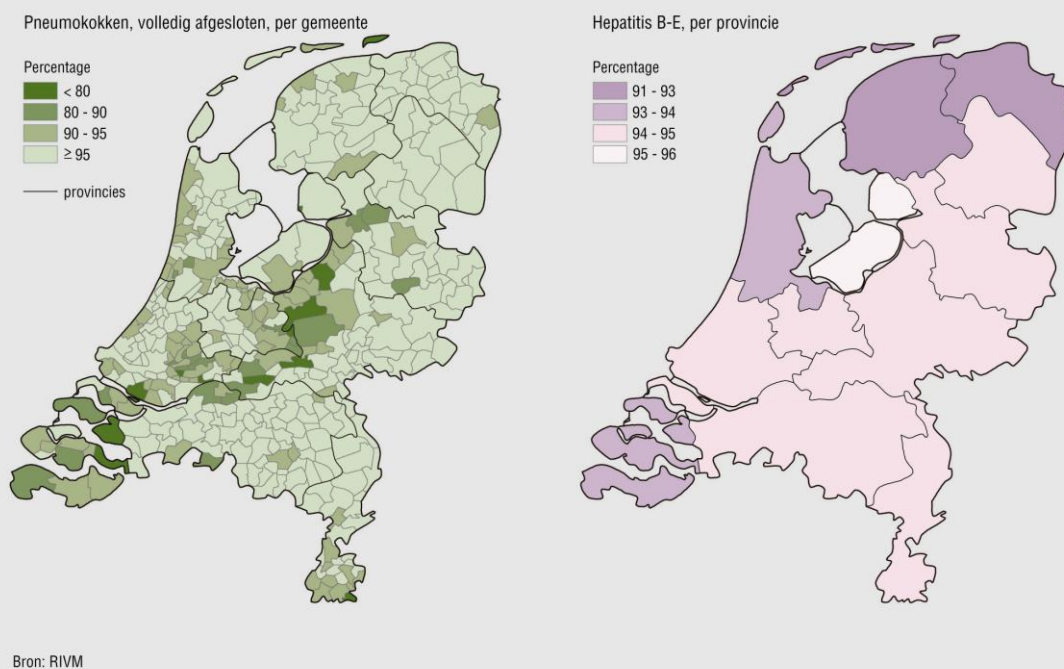 Pneumokokken, volledig afgesloten, per gemeente
Percentage
< 80
80 - 90
90 - 95
≥ 95
provincies
Hepatitis B-E, per provincie
Percentage
91 - 93
93 - 94
94 - 95
95 - 96
Bron: RIVM